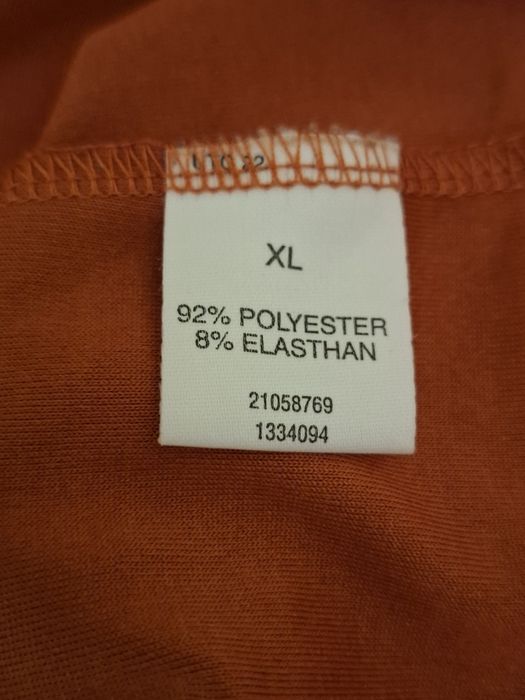 XL
92% POLYESTER
8% ELASTHAN
21058769
1334094